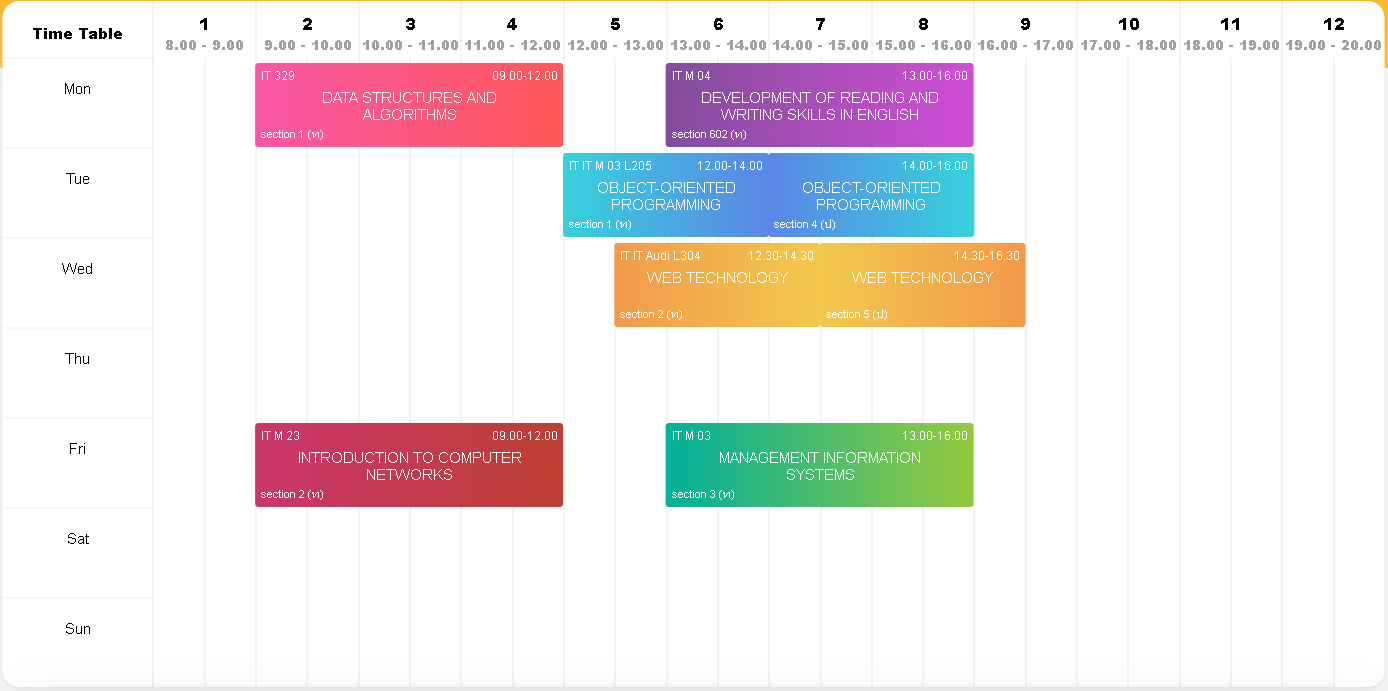 Time Table
1 2 3 4 5 6 7 8 9 10 11 12
8.00 - 9.00 9.00 - 10.00 10.00 - 11.00 11.00 - 12.00 12.00 - 13.00 13.00 - 14.00 14.00 - 15.00 15.00 - 16.00 16.00 - 17.00 17.00 - 18.00 18.00 - 19.00 19.00 - 20.00
Mon
IT 329 09.00-12.00
DATA STRUCTURES AND
ALGORITHMS
section 1 (ท)
IT M 04 13.00-16.00
DEVELOPMENT OF READING AND
WRITING SKILLS IN ENGLISH
section 602 (ท)
Tue
IT IT M 03 L205 12.00-14.00
OBJECT-ORIENTED
PROGRAMMING
section 1 (ท)
14.00-16.00
OBJECT-ORIENTED
PROGRAMMING
section 4 (ป)
Wed
IT IT Audi L304 12.30-14.30
WEB TECHNOLOGY
section 2 (ท)
14.30-16.30
WEB TECHNOLOGY
section 5 (ป)
Thu
Fri
IT M 23 09.00-12.00
INTRODUCTION TO COMPUTER
NETWORKS
section 2 (ท)
IT M 03 13.00-16.00
MANAGEMENT INFORMATION
SYSTEMS
section 3 (ท)
Sat
Sun